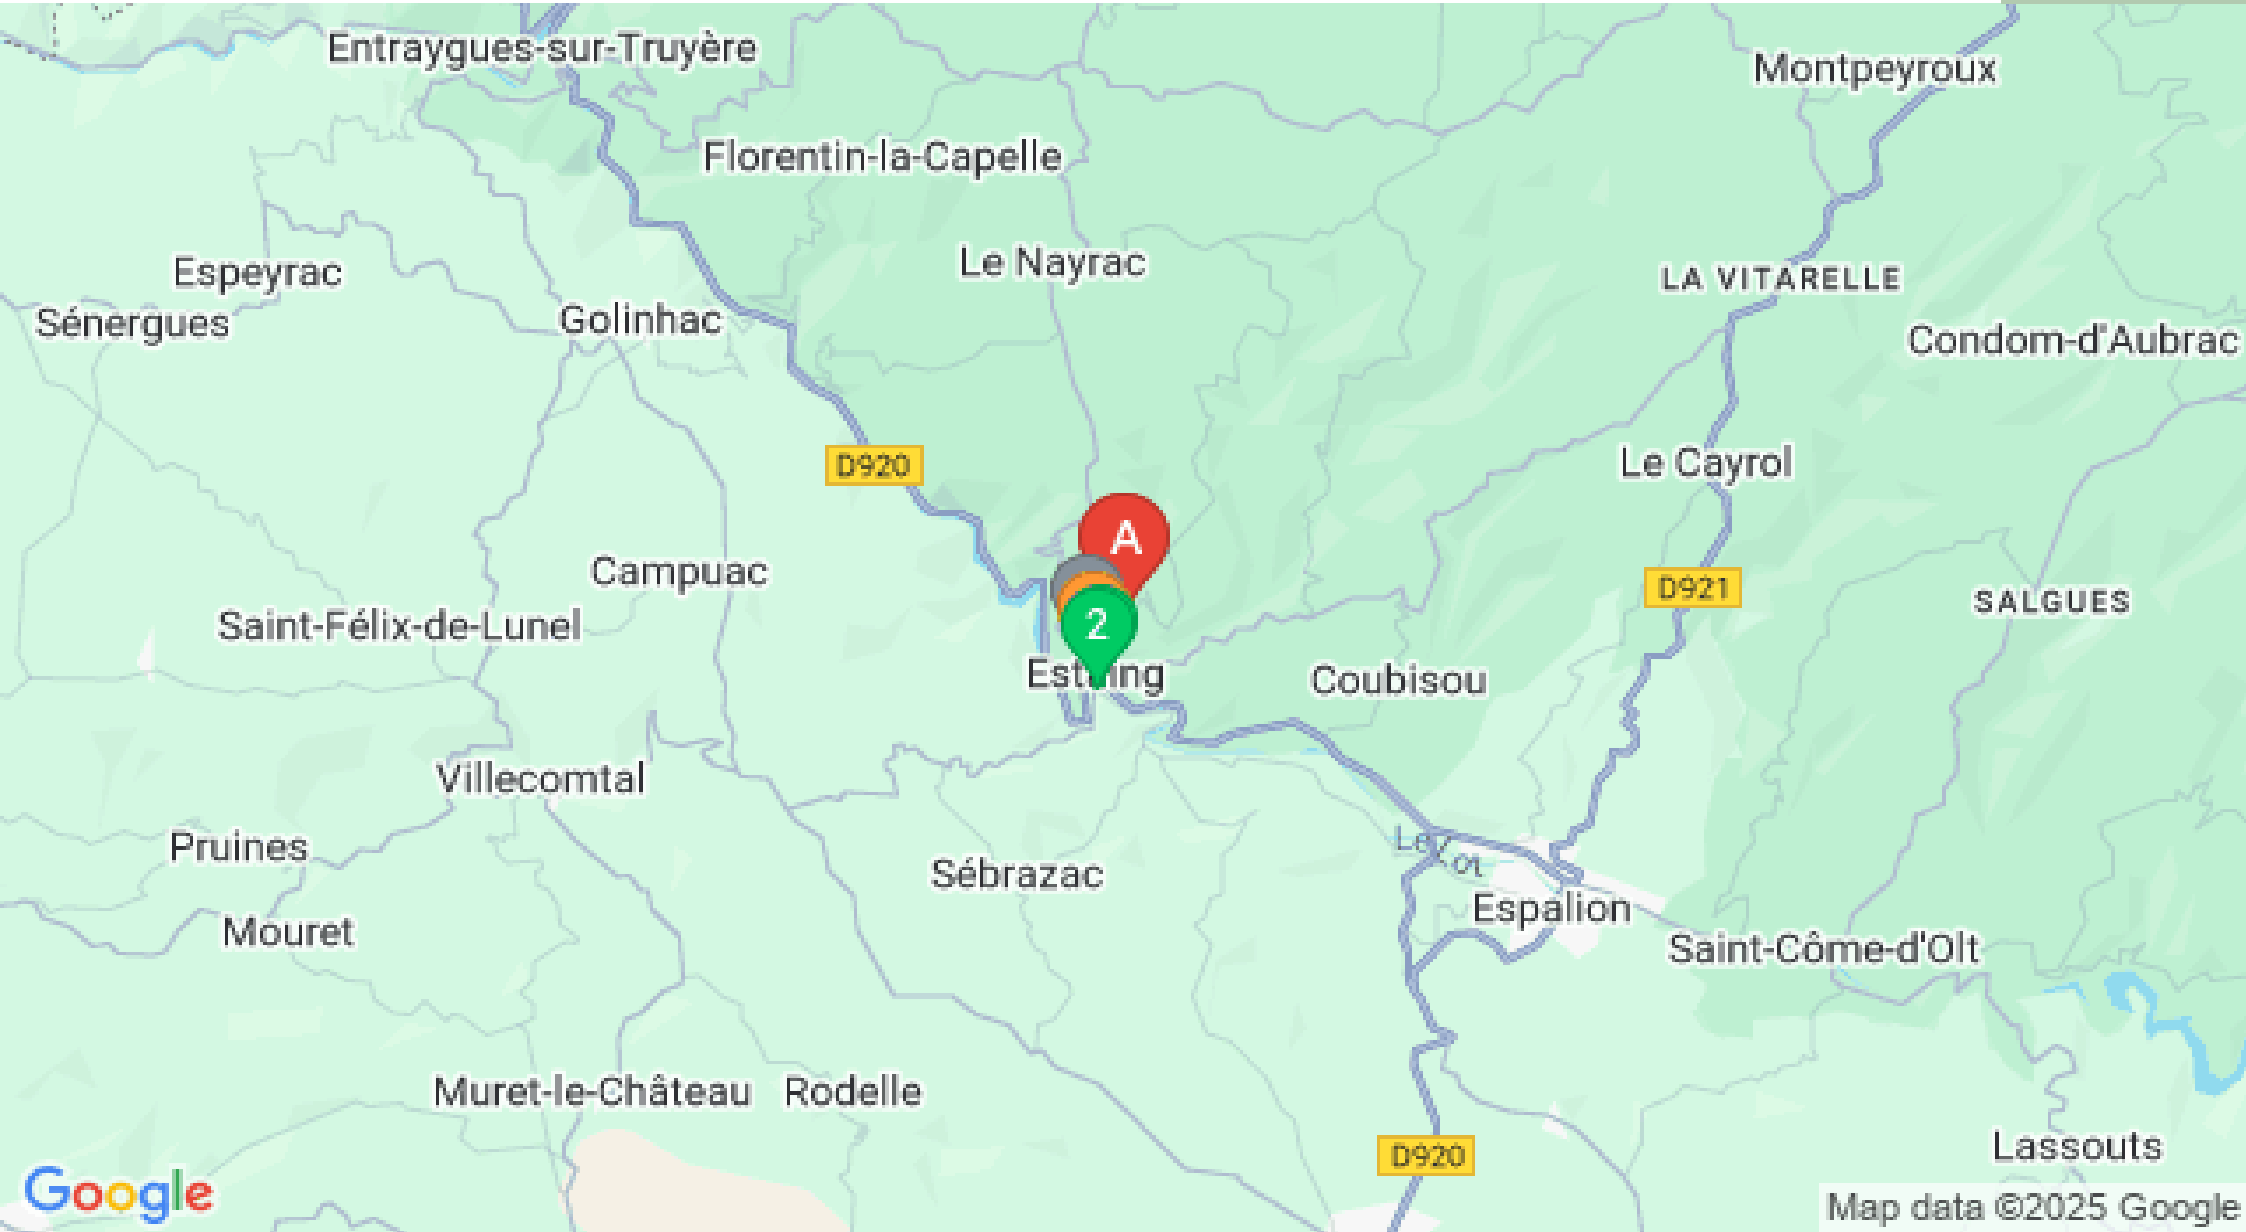 Entraygues-sur-Truyère
Montpeyroux
Florentin-la-Capelle
Le Nayrac
Espeyrac
LA VITARELLE
Sénergues
Golinhac
Condom-d'Aubrac
D920
Le Cayrol
A
Campuac
D921
SALGUES
Saint-Félix-de-Lunel
2
Coubisou
Villecomtal
Pruines
Le Lot
Sébrazac
Espalion
Mouret
Saint-Côme-d'Olt
Muret-le-Château
Rodelle
Lassouts
D920
Google
Map data ©2025 Google